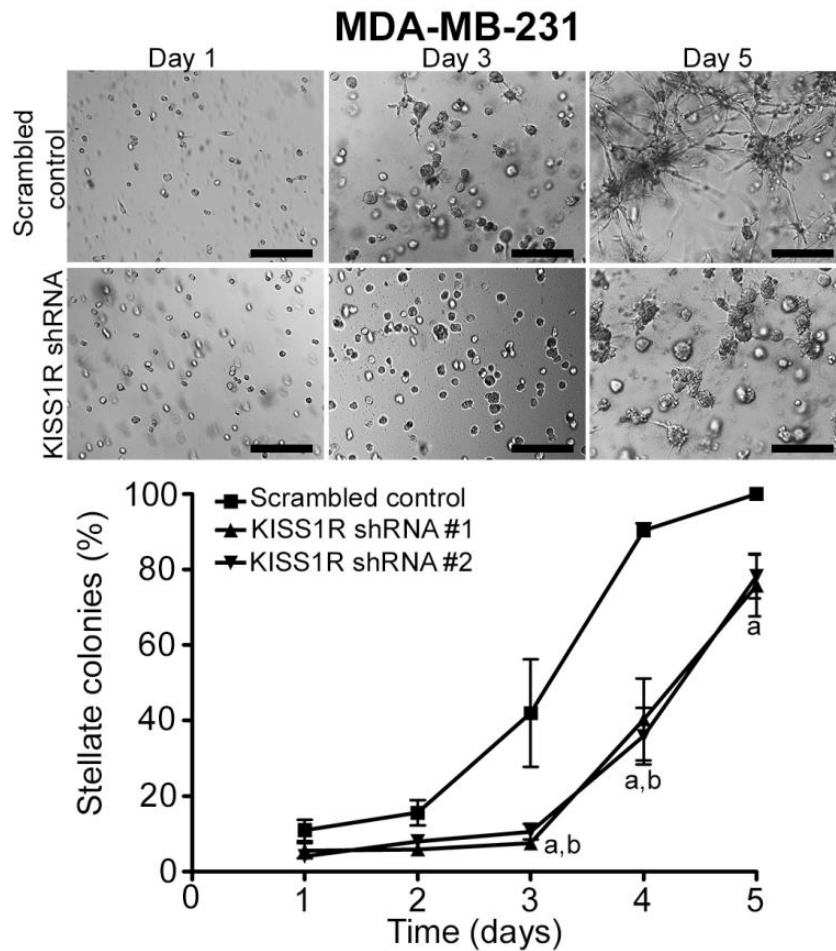 MDA-MB-231
Day 1
Day 3
Day 5
Scrambled
control
KISS1R shRNA
Stellate colonies (%)
100
80
60
40
20
0
Scrambled control
KISS1R shRNA #1
KISS1R shRNA #2
a
a,b
a,b
0
1
2
3
4
5
Time (days)